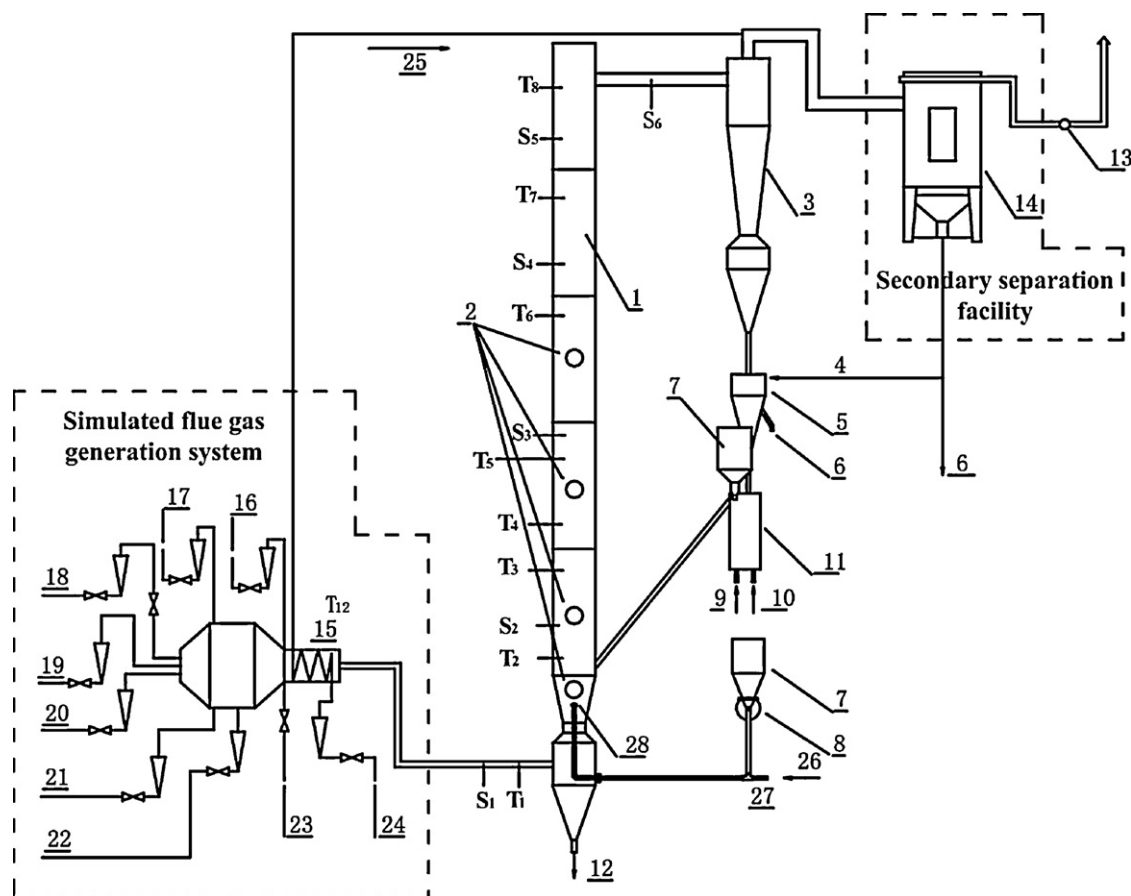 25
T8
S5
S6
T7
3
13
14
S4
1
Secondary separation
facility
T6
2
4
7
5
Simulated flue gas
generation system
S3
T5
6
6
17
16
T4
11
18
T3
9
10
T12
15
S2
19
T2
7
20
28
8
26
21
S1
T1
27
22
23
24
12